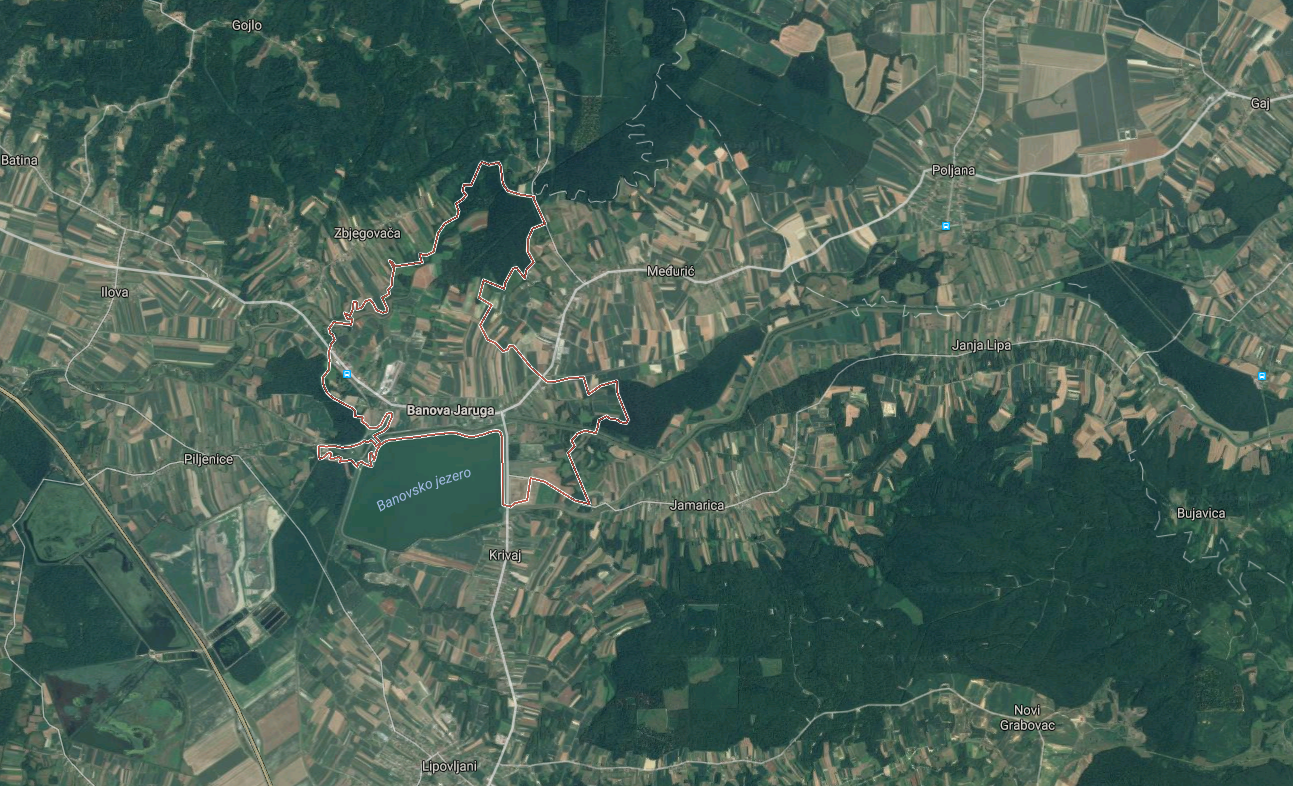 Gojlo
Gaj
Batina
Poljana
Zbjegovača
Međurić
Ilova
Janja Lipa
Banova Jaruga
Piljenice
Banovsko jezero
Jamarica
Bujavica
Krivaj
Novi
Grabovac
Lipovljani